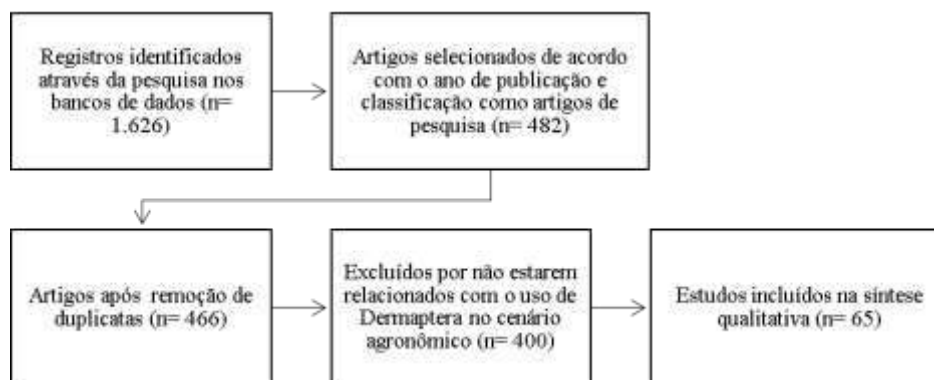 Registros identificados
através da pesquisa nos
bancos de dados (n=
1.626)
Artigos selecionados de acordo
com o ano de publicação e
classificação como artigos de
pesquisa (n= 482)
Artigos após remoção de
duplicatas (n= 466)
Excluídos por não estarem
relacionados com o uso de
Dermaptera no cenário
agronômico (n= 400)
Estudos incluídos na síntese
qualitativa (n= 65)